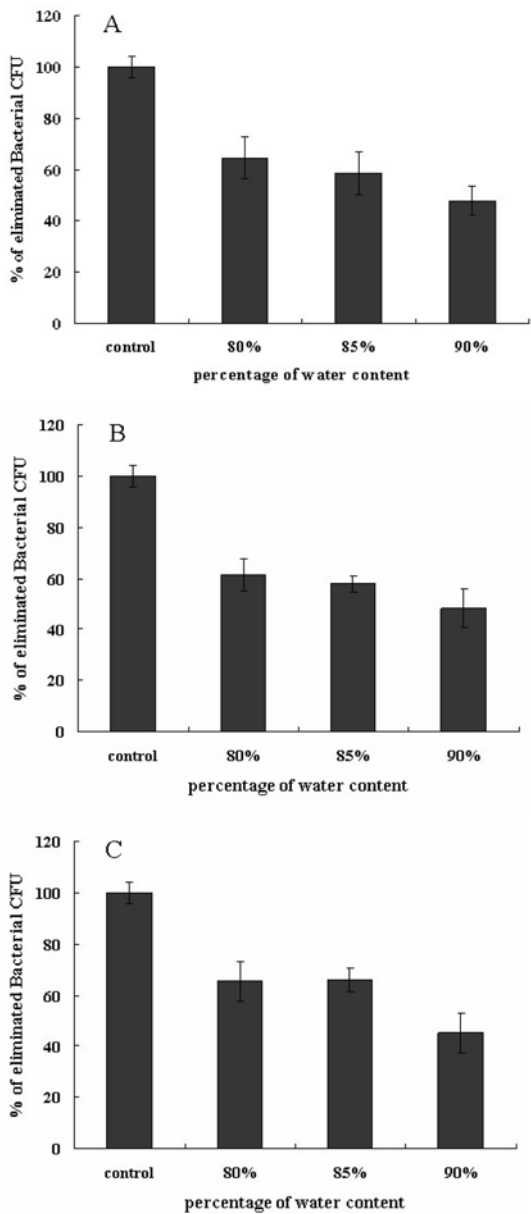 A
% of eliminated Bacterial CFU
120
100
80
60
40
20
0
control 80% 85% 90%
percentage of water content
B
% of eliminated Bacterial CFU
120
100
80
60
40
20
0
control 80% 85% 90%
percentage of water content
C
% of eliminated Bacterial CFU
120
100
80
60
40
20
0
control 80% 85% 90%
percentage of water content